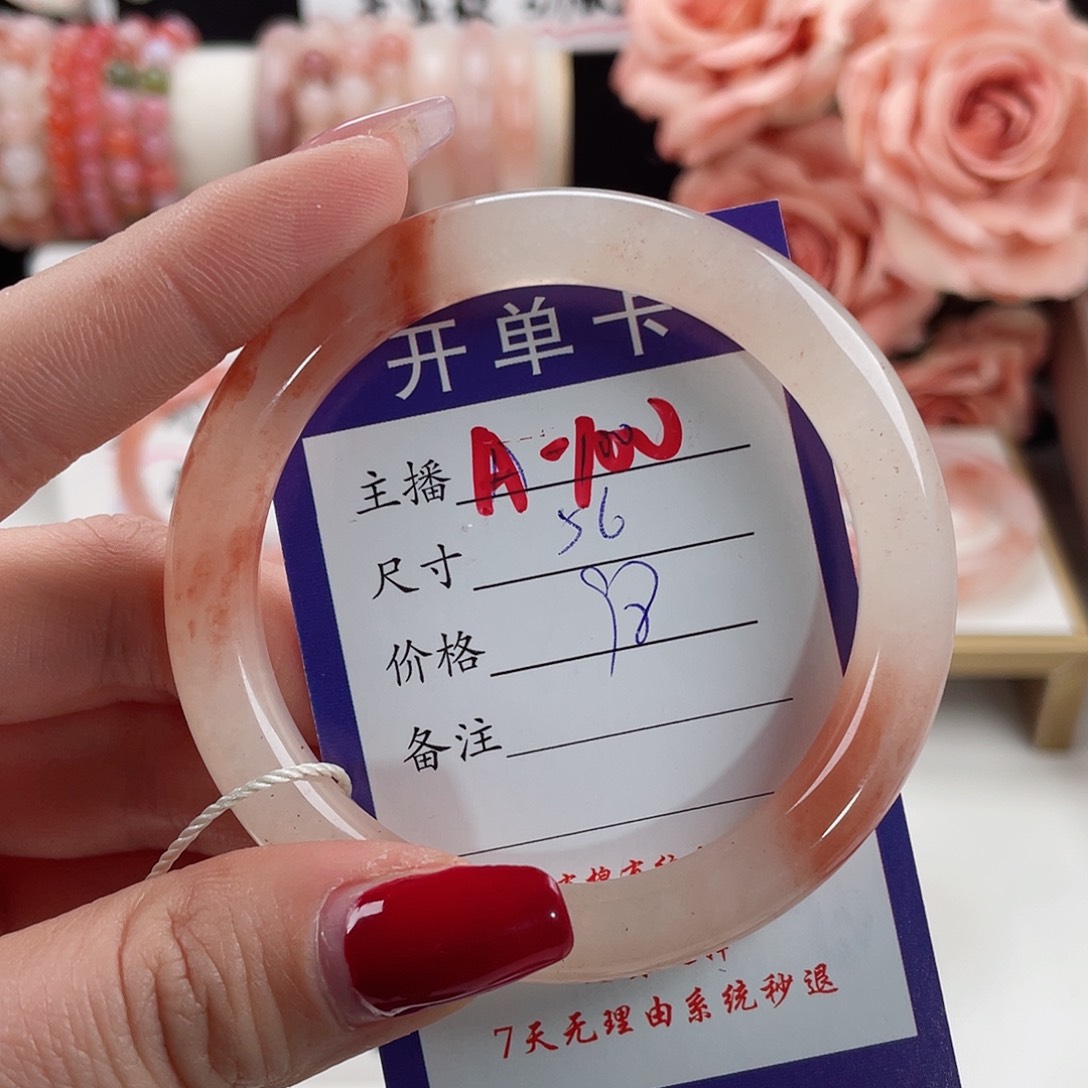 开单卡
主播 A-100
尺寸 56
价格
备注
7天无理由系统秒退